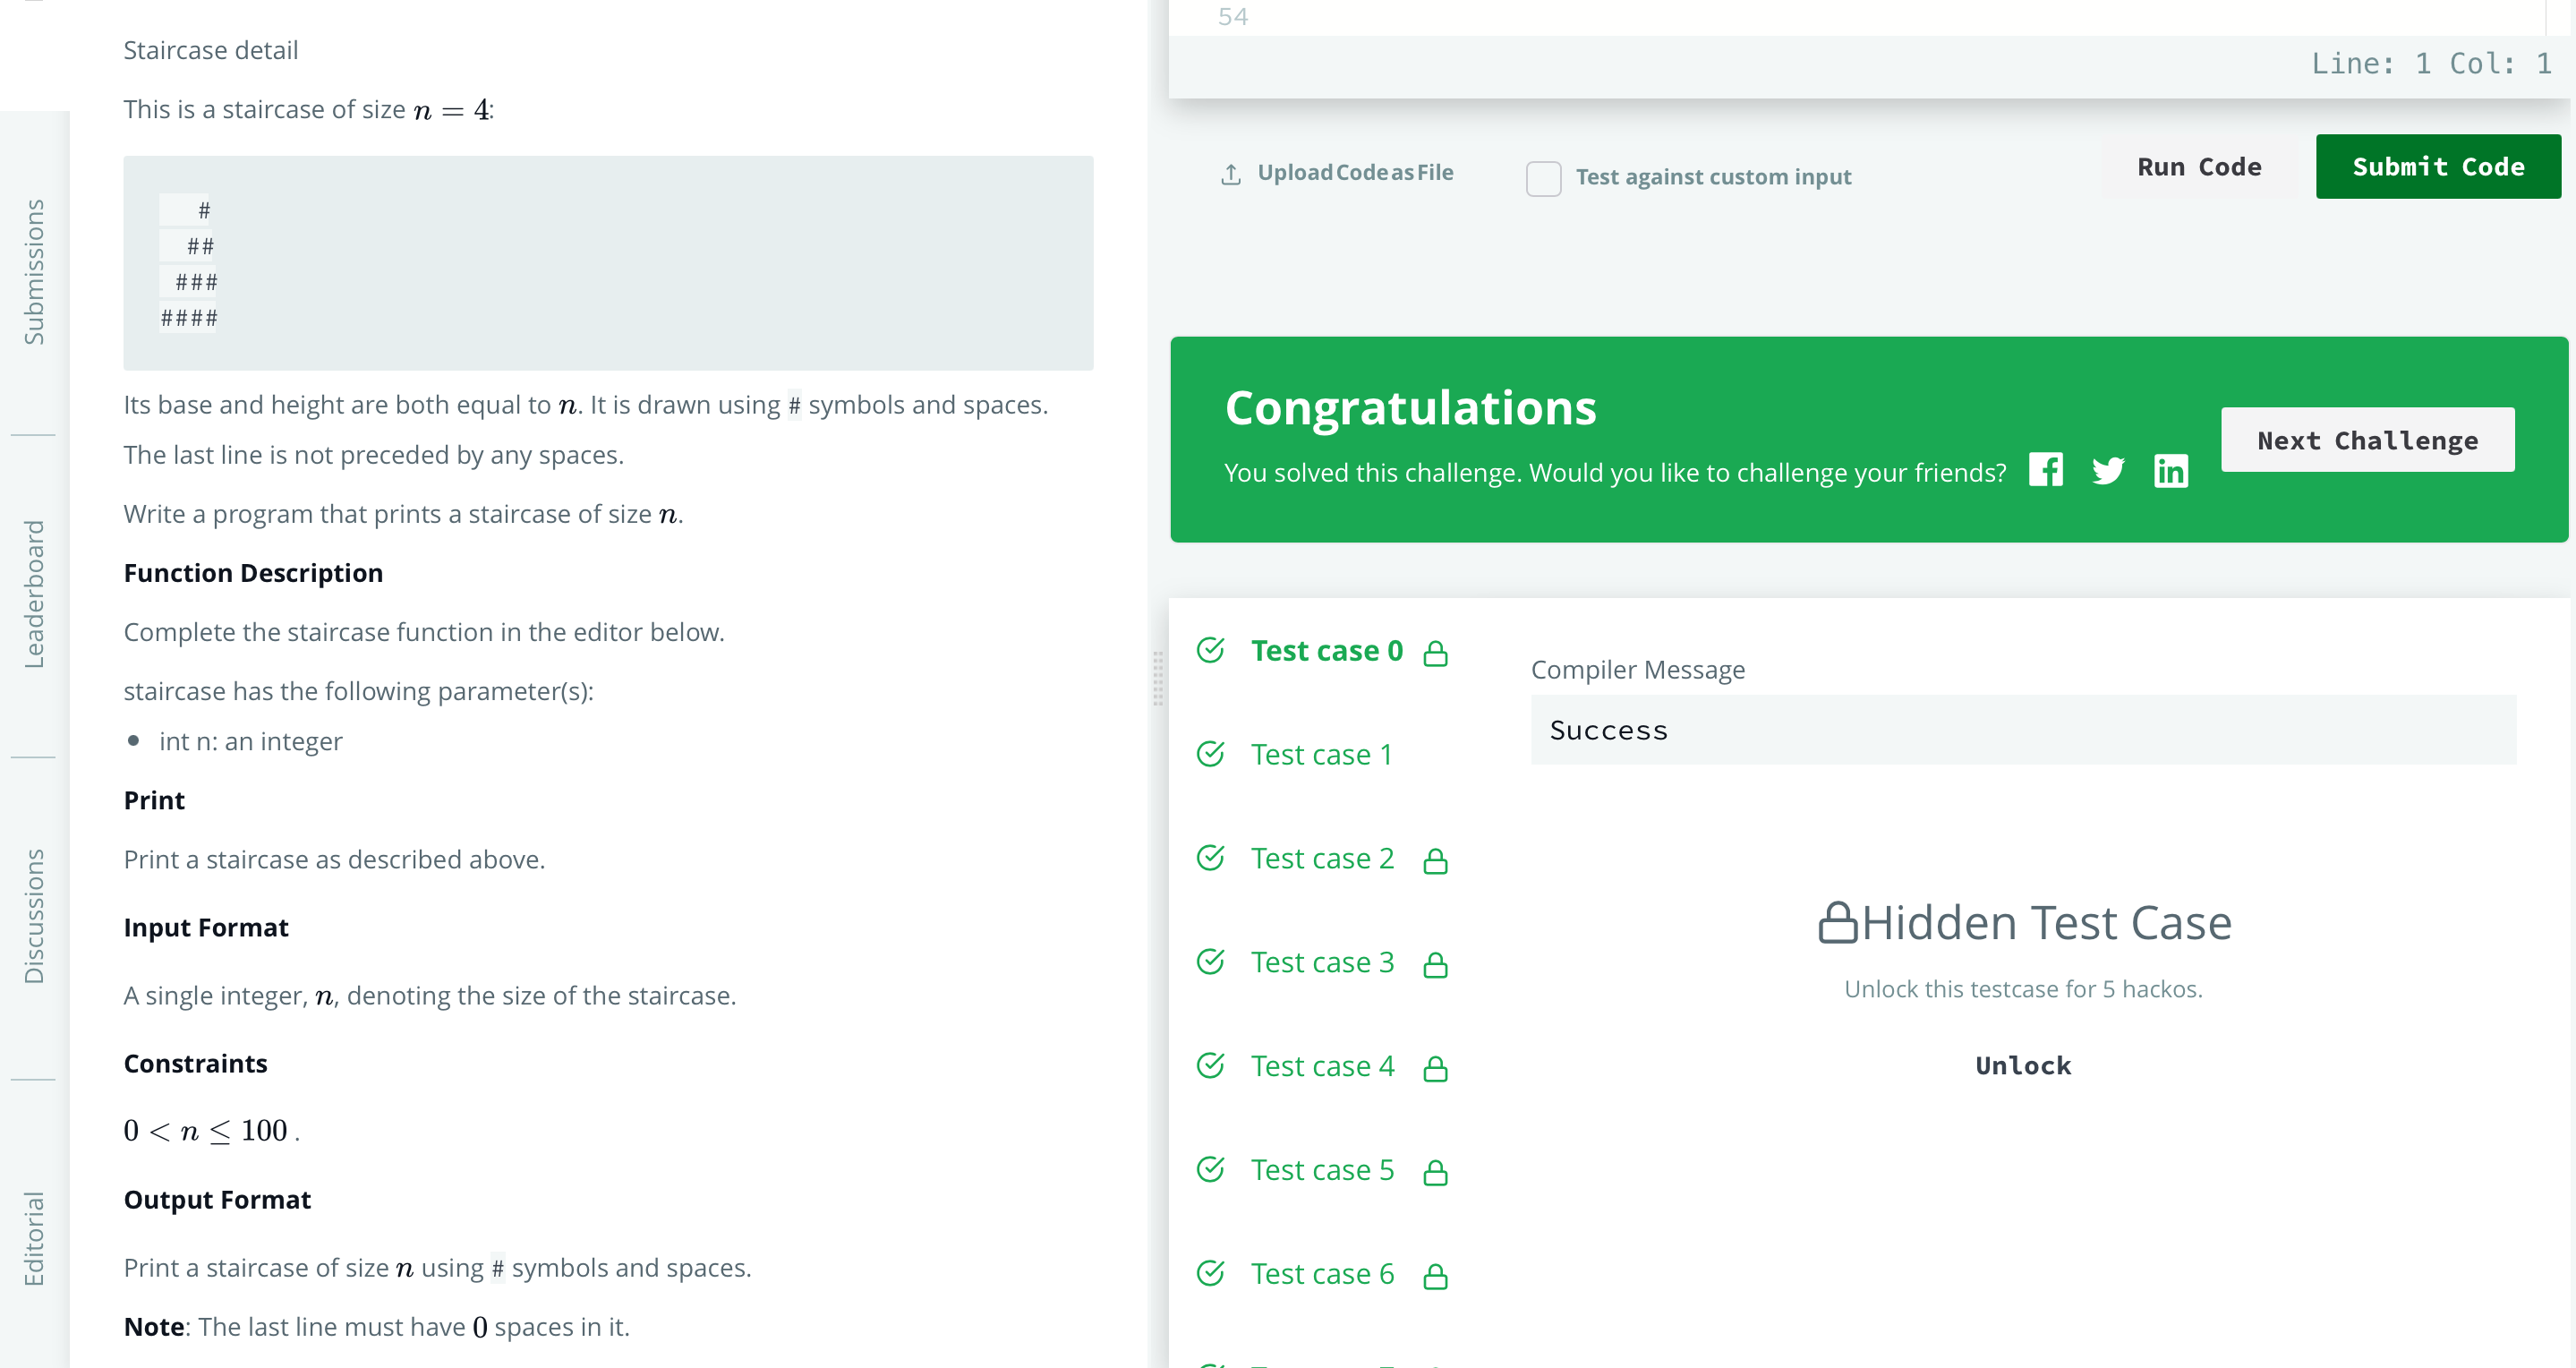 Submissions
Leaderboard
Discussions
Editorial
Staircase detail
This is a staircase of size n = 4:
   #
  ##
 ###
####
Its base and height are both equal to n. It is drawn using # symbols and spaces.
The last line is not preceded by any spaces.
Write a program that prints a staircase of size n.
Function Description
Complete the staircase function in the editor below.
staircase has the following parameter(s):
• int n: an integer
Print
Print a staircase as described above.
Input Format
A single integer, n, denoting the size of the staircase.
Constraints
0 < n ≤ 100 .
Output Format
Print a staircase of size n using # symbols and spaces.
Note: The last line must have 0 spaces in it.
54
Line: 1 Col: 1
Upload Code as File
Test against custom input
Run Code
Submit Code
Congratulations
You solved this challenge. Would you like to challenge your friends?
Next Challenge
Test case 0
Test case 1
Test case 2
Test case 3
Test case 4
Test case 5
Test case 6
Compiler Message
Success
Hidden Test Case
Unlock this testcase for 5 hackos.
Unlock